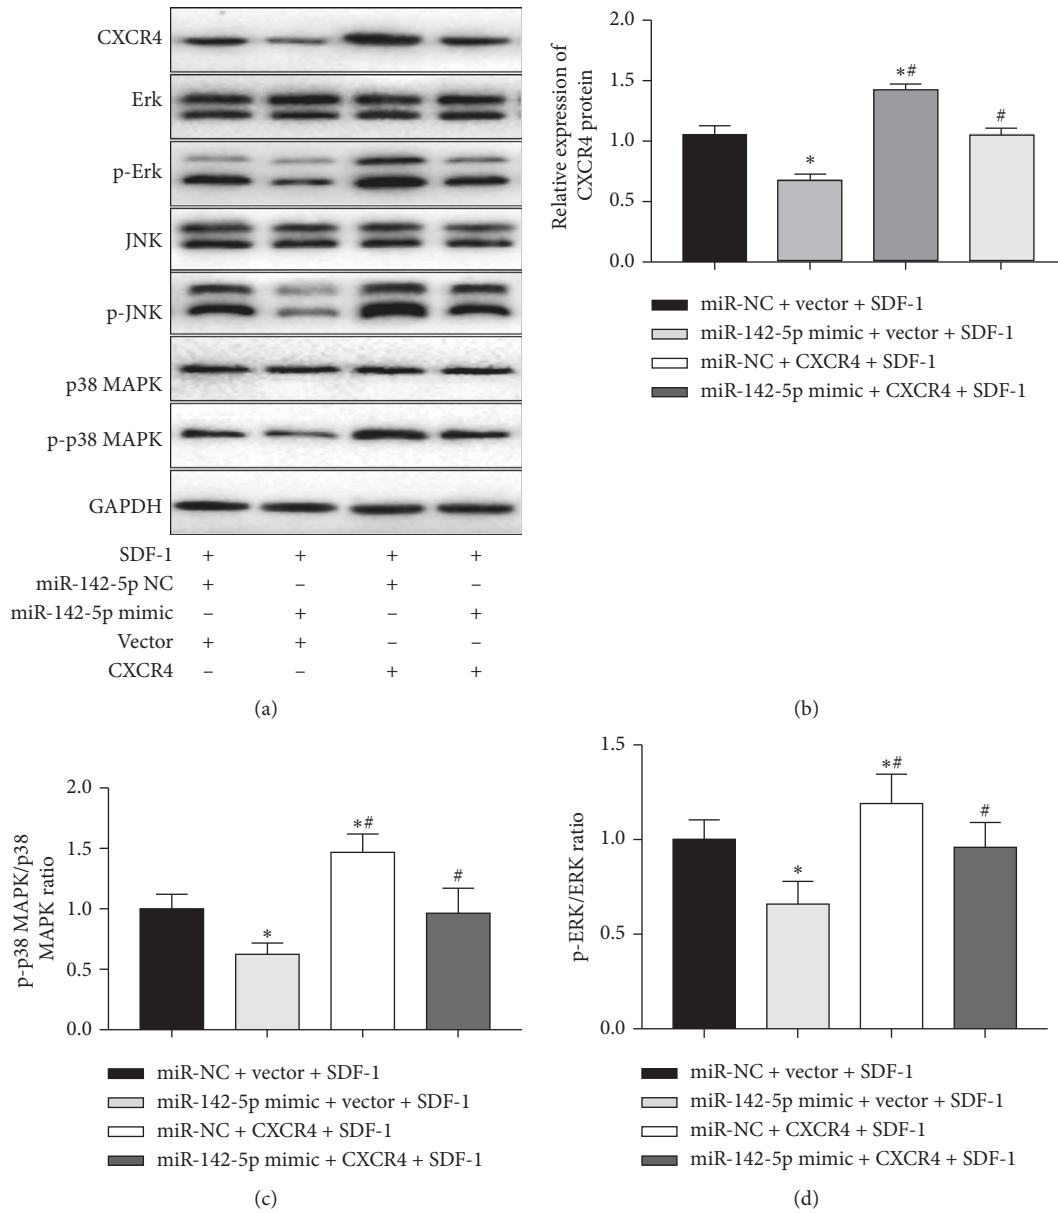 CXCR4
Erk
p-Erk
JNK
p-JNK
p38 MAPK
p-p38 MAPK
GAPDH
SDF-1 + + + +
miR-142-5p NC + – + –
miR-142-5p mimic – + – +
Vector + + – –
CXCR4 – – + +
(a)
Relative expression of
CXCR4 protein
2.0
1.5
1.0
0.5
0.0
*
*#
#
miR-NC + vector + SDF-1
miR-142-5p mimic + vector + SDF-1
miR-NC + CXCR4 + SDF-1
miR-142-5p mimic + CXCR4 + SDF-1
(b)
p-p38 MAPK/p38
MAPK ratio
2.0
1.5
1.0
0.5
0.0
*
*#
#
miR-NC + vector + SDF-1
miR-142-5p mimic + vector + SDF-1
miR-NC + CXCR4 + SDF-1
miR-142-5p mimic + CXCR4 + SDF-1
(c)
p-ERK/ERK ratio
1.5
1.0
0.5
0.0
*
*#
#
miR-NC + vector + SDF-1
miR-142-5p mimic + vector + SDF-1
miR-NC + CXCR4 + SDF-1
miR-142-5p mimic + CXCR4 + SDF-1
(d)